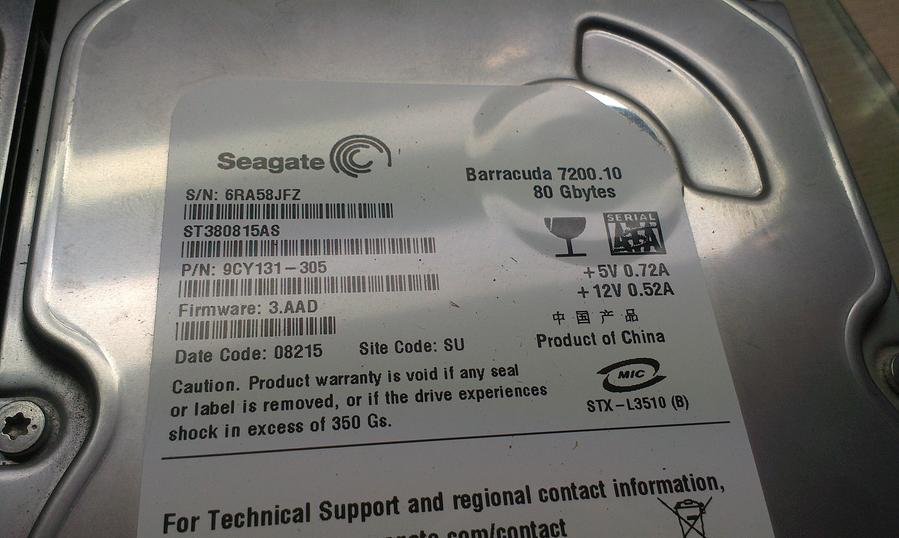 Seagate
Barracuda 7200.10
80 Gbytes
S/N: 6RA58JFZ
ST380815AS
P/N: 9CY131-305
Firmware: 3.AAD
Date Code: 08215 Site Code: SU
SERIAL
ATA
+5V 0.72A
+12V 0.52A
中国产品
Product of China
MIC
STX-L3510 (B)
Caution. Product warranty is void if any seal
or label is removed, or if the drive experiences
shock in excess of 350 Gs.
For Technical Support and regional contact information,
agate.com/contact